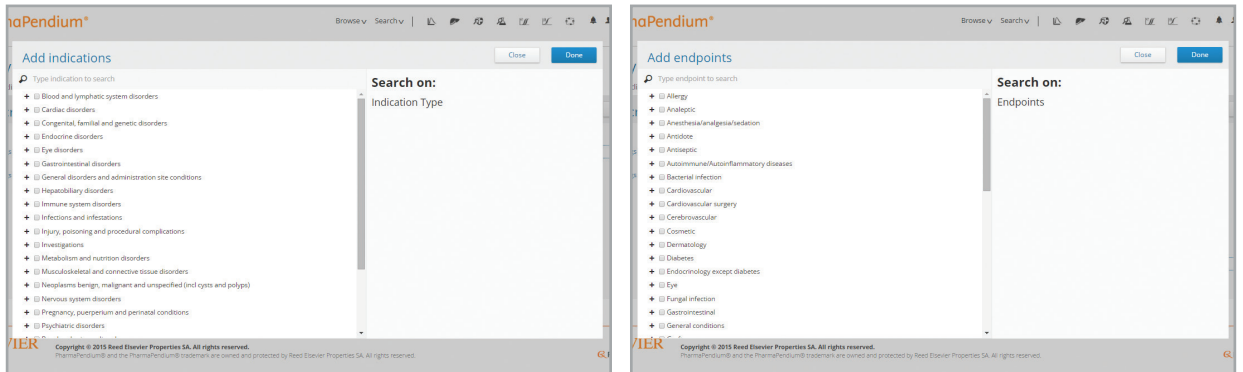 aPendium®
Browse Search
Add indications
Close
Done
Type indication to search
Search on:
Indication Type
Blood and lymphatic system disorders
Cardiac disorders
Congenital, familial and genetic disorders
Endocrine disorders
Eye disorders
Gastrointestinal disorders
General disorders and administration site conditions
Hepatobiliary disorders
Immune system disorders
Infections and infestations
Injury, poisoning and procedural complications
Investigations
Metabolism and nutrition disorders
Musculoskeletal and connective tissue disorders
Neoplasms benign, malignant and unspecified (incl cysts and polyps)
Nervous system disorders
Pregnancy, puerperium and perinatal conditions
Psychiatric disorders
IER
Copyright © 2015 Reed Elsevier Properties SA. All rights reserved.
PharmaPendium® and the PharmaPendium® trademark are owned and protected by Reed Elsevier Properties SA. All rights reserved.
aPendium®
Browse Search
Add endpoints
Close
Done
Type endpoint to search
Search on:
Endpoints
Allergy
Analeptic
Anesthesia/analgesia/sedation
Antidote
Antiseptic
Autoimmune/Autoinflammatory diseases
Bacterial infection
Cardiovascular
Cardiovascular surgery
Cerebrovascular
Cosmetic
Dermatology
Diabetes
Endocrinology except diabetes
Eye
Fungal infection
Gastrointestinal
General conditions
IER
Copyright © 2015 Reed Elsevier Properties SA. All rights reserved.
PharmaPendium® and the PharmaPendium® trademark are owned and protected by Reed Elsevier Properties SA. All rights reserved.